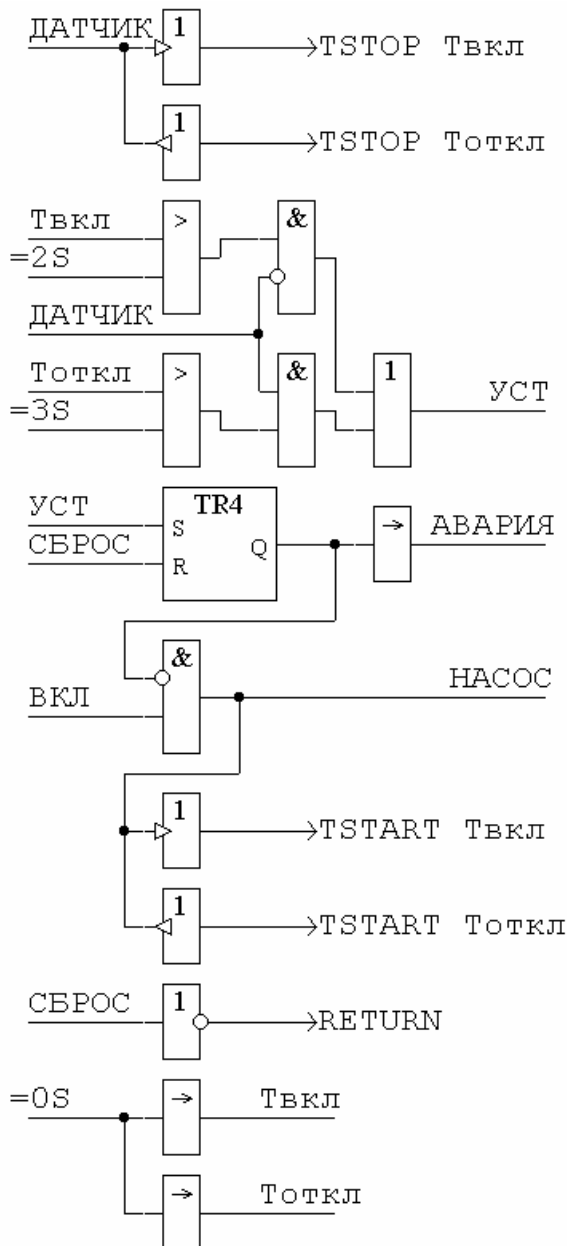 ДАТЧИК 1 TSTOP Твкл
1 TSTOP Тоткл
Твкл > &
=2S
ДАТЧИК
Тоткл > & 1 УСТ
=3S
УСТ TR4 → АВАРИЯ
S
СБРОС Q
R
& НАСОС
ВКЛ
1 TSTART Твкл
1 TSTART Тоткл
СБРОС 1 RETURN
=0S → Твкл
→ Тоткл